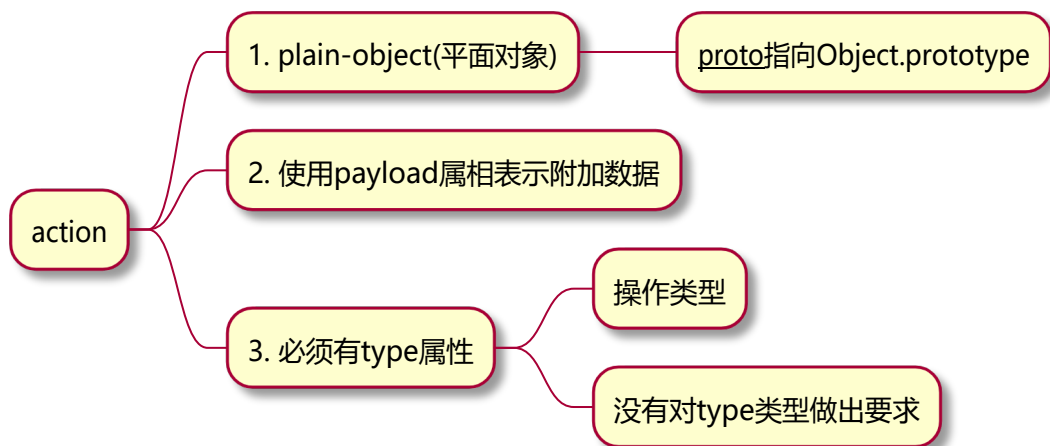 action
1. plain-object(平面对象)
proto指向Object.prototype
2. 使用payload属相表示附加数据
3. 必须有type属性
操作类型
没有对type类型做出要求